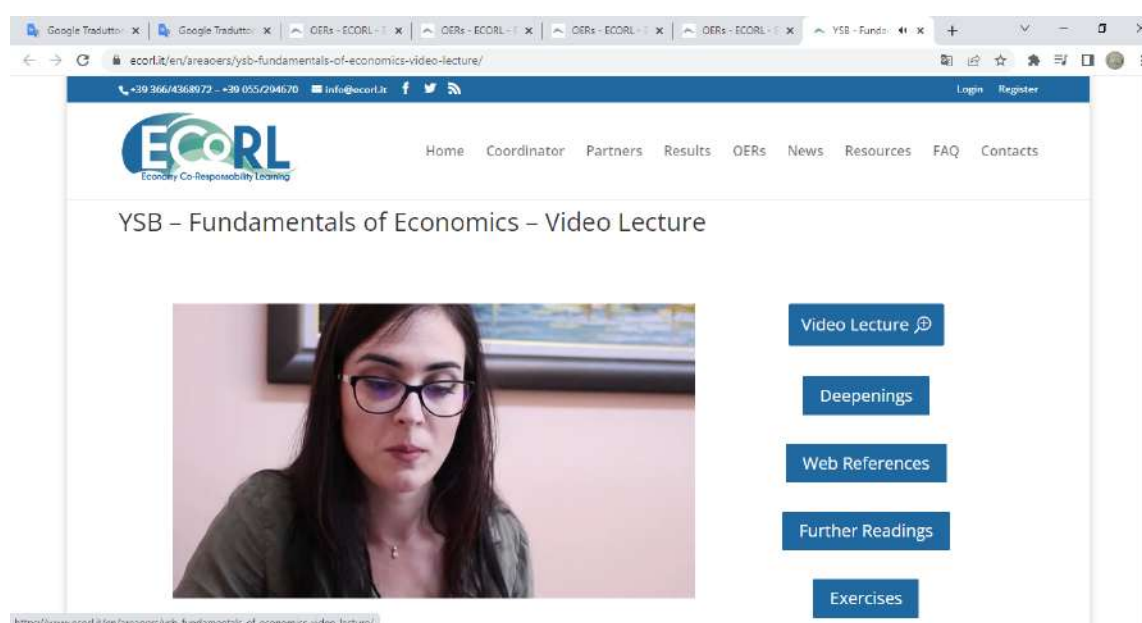 Google Tradutto
Google Tradutto
OERs - ECORL -
OERs - ECORL -
OERs - ECORL -
OERs - ECORL -
YSB - Funda
ecorl.it/en/areaoers/ysb-fundamentals-of-economics-video-lecture/
+39 366/4368972 – +39 055/294670 info@ecorl.it
Login Register
ECoRL
Economy Co-Responsability Learning
Home Coordinator Partners Results OERs News Resources FAQ Contacts
YSB – Fundamentals of Economics – Video Lecture
Video Lecture
Deepenings
Web References
Further Readings
Exercises